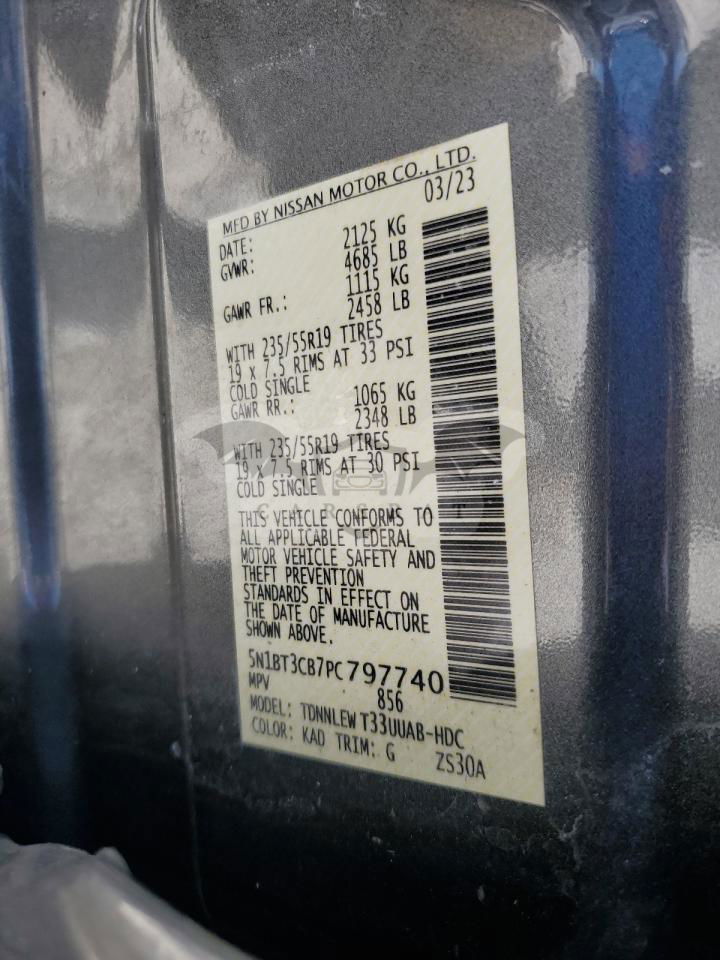 MFD BY NISSAN MOTOR CO., LTD.
DATE: 03/23
GVWR: 2125 KG
4685 LB
GAWR FR.: 1115 KG
2458 LB
WITH 235/55R19 TIRES
19 x 7.5 RIMS AT 33 PSI
COLD SINGLE
GAWR RR.: 1065 KG
2348 LB
WITH 235/55R19 TIRES
19 x 7.5 RIMS AT 30 PSI
COLD SINGLE
THIS VEHICLE CONFORMS TO
ALL APPLICABLE FEDERAL
MOTOR VEHICLE SAFETY AND
THEFT PREVENTION
STANDARDS IN EFFECT ON
THE DATE OF MANUFACTURE
SHOWN ABOVE.
5N1BT3CB7PC797740
MPV 856
MODEL: TDNNLEW T33UUAB-HDC
COLOR: KAD TRIM: G ZS30A